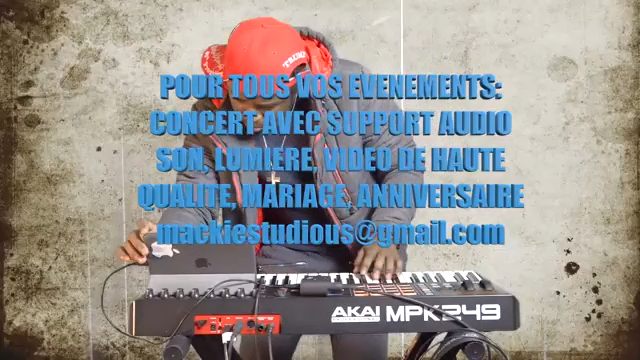 TRUMP
POUR TOUS VOS EVENEMENTS:
CONCERT AVEC SUPPORT AUDIO
SON, LUMIERE, VIDEO DE HAUTE
QUALITE, MARIAGE, ANNIVERSAIRE
mackiestudious@gmail.com
AKAI MPK249